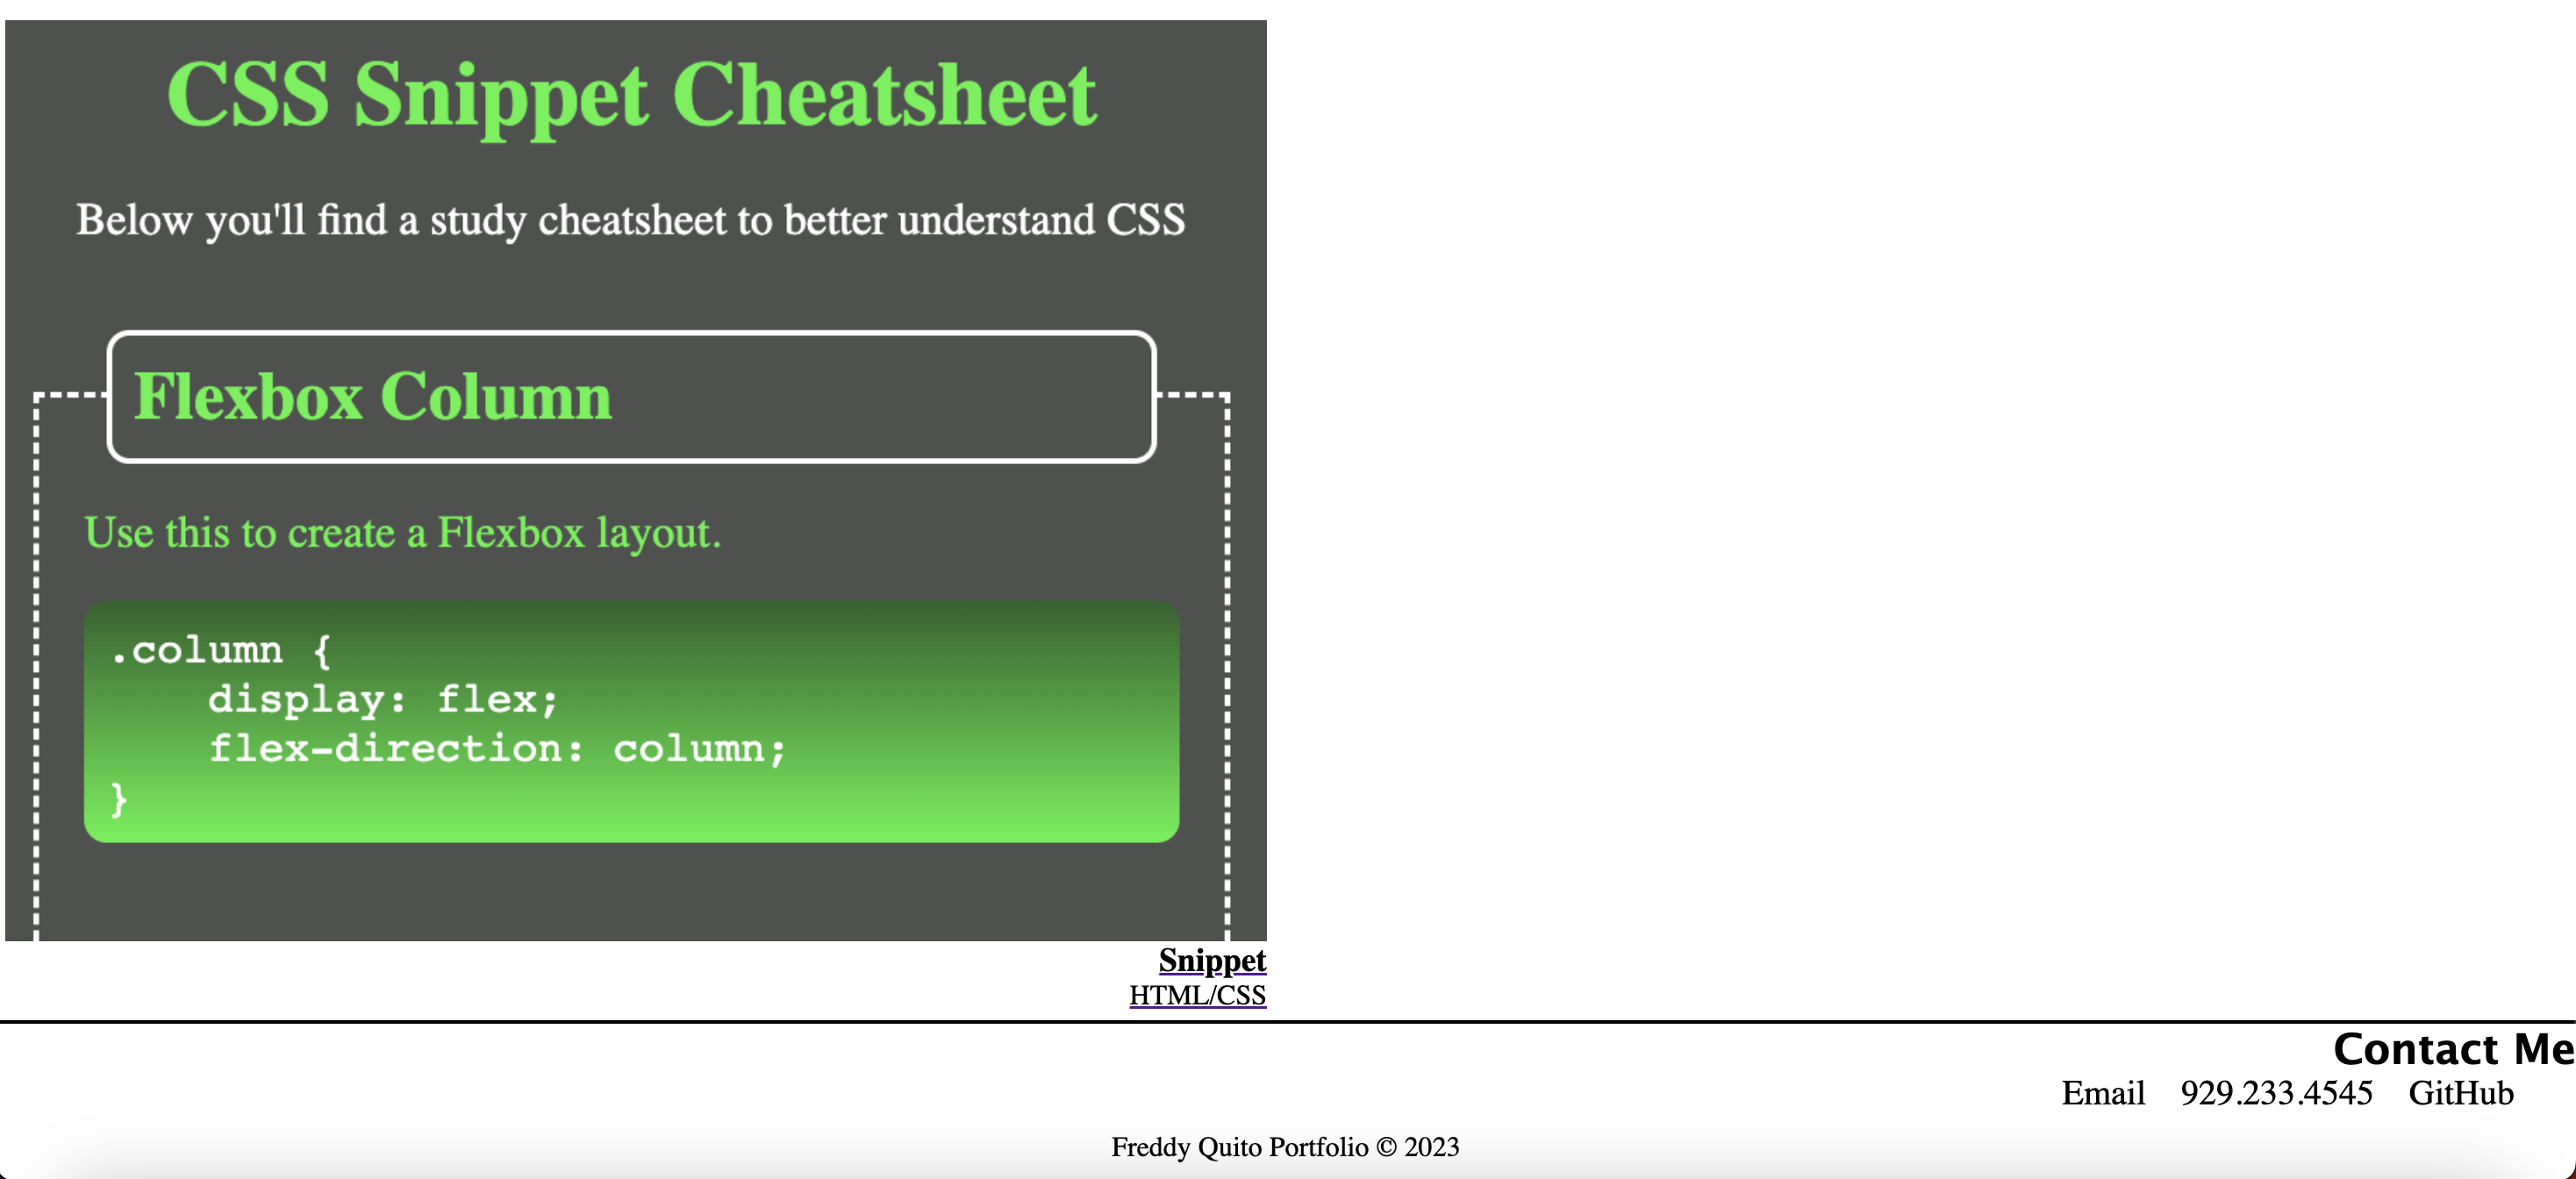 CSS Snippet Cheatsheet
Below you'll find a study cheatsheet to better understand CSS
Flexbox Column
Use this to create a Flexbox layout.
.column {
    display: flex;
    flex-direction: column;
}
Snippet
HTML/CSS
Contact Me
Email 929.233.4545 GitHub
Freddy Quito Portfolio © 2023